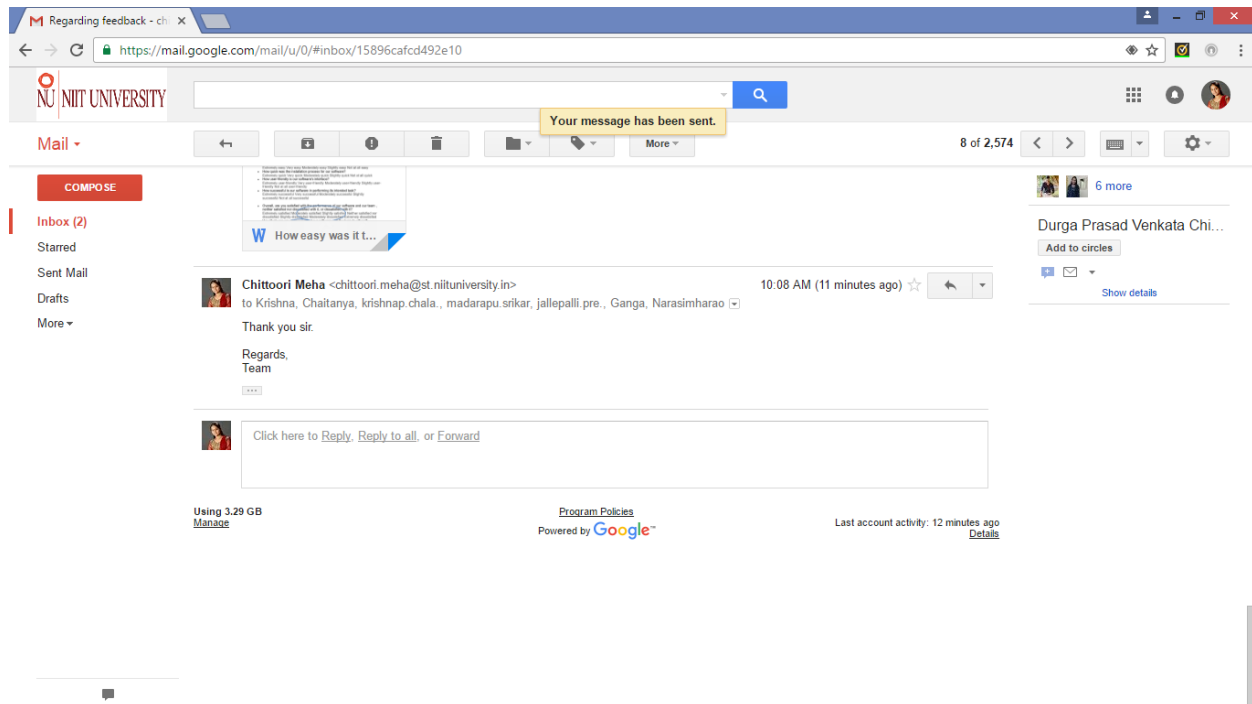 Regarding feedback - chi
https://mail.google.com/mail/u/0/#inbox/15896cafcd492e10
NU NIIT UNIVERSITY
Your message has been sent.
Mail
More
8 of 2,574
COMPOSE
Inbox (2)
Starred
Sent Mail
Drafts
More
W How easy was it t...
6 more
Durga Prasad Venkata Chi...
Add to circles
Show details
Chittoori Meha <chittoori.meha@st.niituniversity.in>
10:08 AM (11 minutes ago)
to Krishna, Chaitanya, krishnap.chala., madarapu.srikar, jallepalli.pre., Ganga, Narasimharao
Thank you sir.
Regards,
Team
Click here to Reply, Reply to all, or Forward
Using 3.29 GB
Manage
Program Policies
Powered by Google™
Last account activity: 12 minutes ago
Details